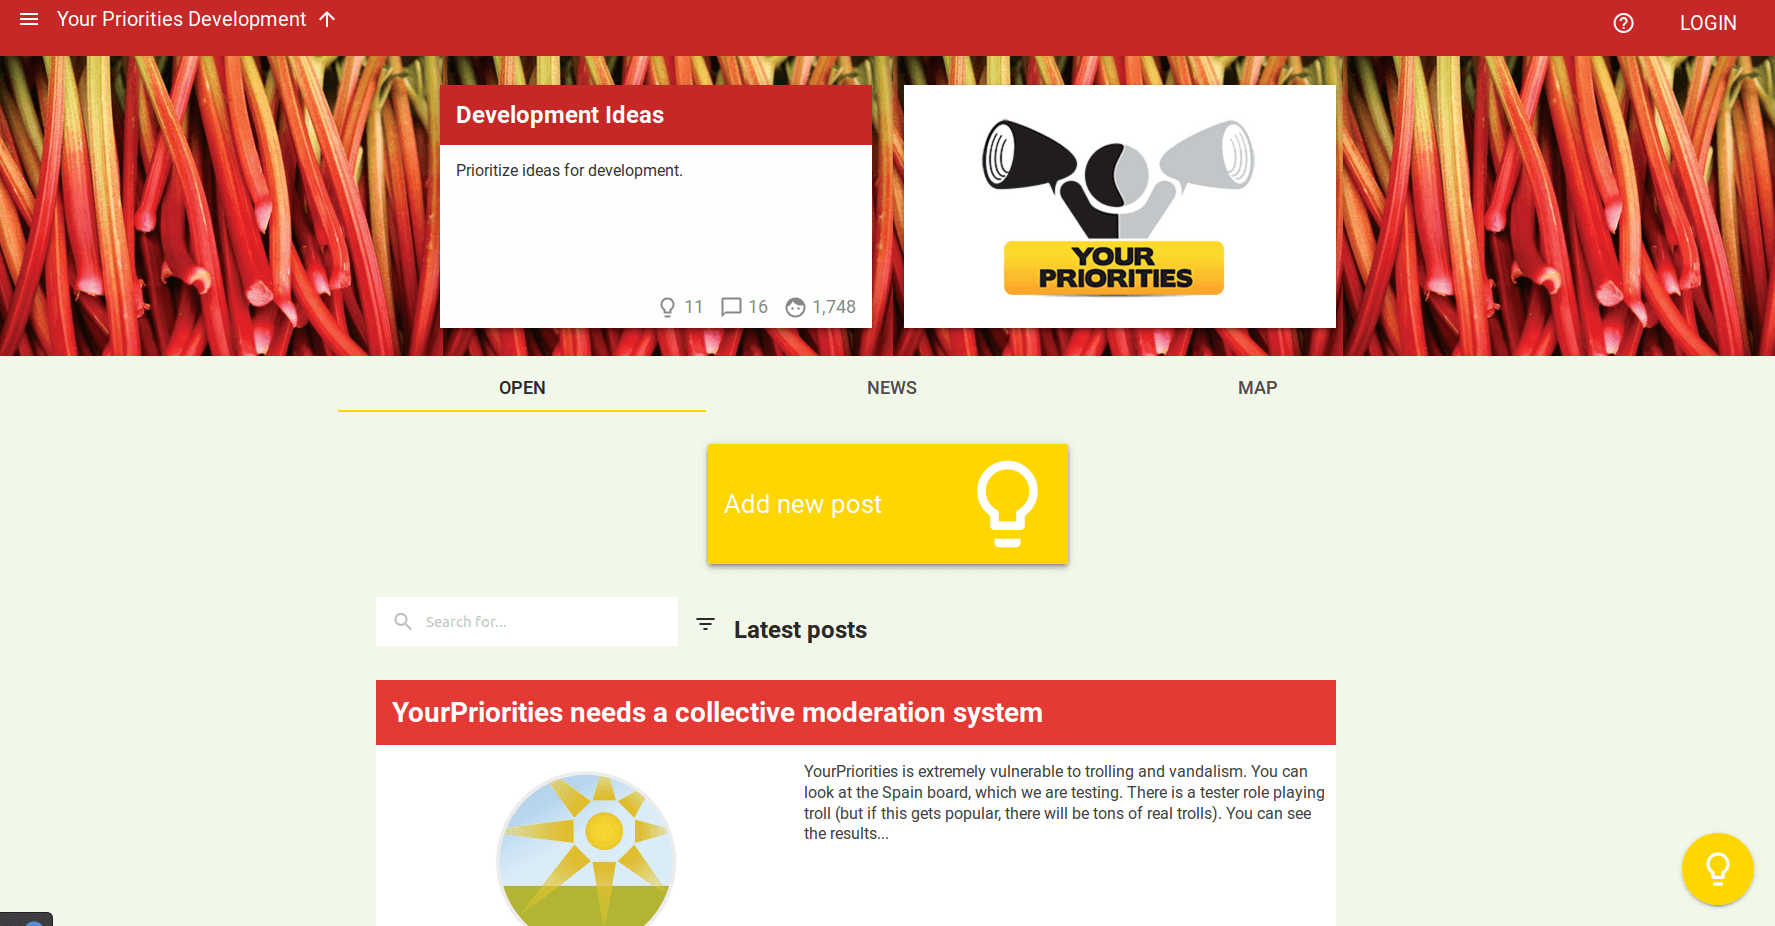 Your Priorities Development
LOGIN
Development Ideas
Prioritize ideas for development.
11 16 1,748
YOUR
PRIORITIES
OPEN NEWS MAP
Add new post
Search for...
Latest posts
YourPriorities needs a collective moderation system
YourPriorities is extremely vulnerable to trolling and vandalism. You can
look at the Spain board, which we are testing. There is a tester role playing
troll (but if this gets popular, there will be tons of real trolls). You can see
the results...